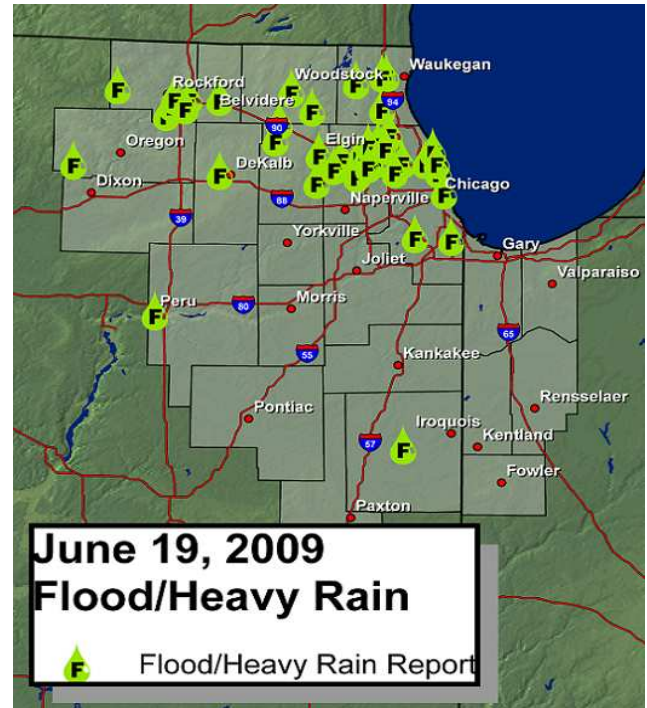 Waukegan
Woodstock
Rockford
Belvidere
94
90
Elgin
Oregon
DeKalb
Dixon
Chicago
88
Naperville
39
Yorkville
Gary
Joliet
Valparaiso
Peru
80
Morris
65
55
Kankakee
Rensselaer
Pontiac
Iroquois
57
Kentland
F
Fowler
Paxton
June 19, 2009
Flood/Heavy Rain
F Flood/Heavy Rain Report